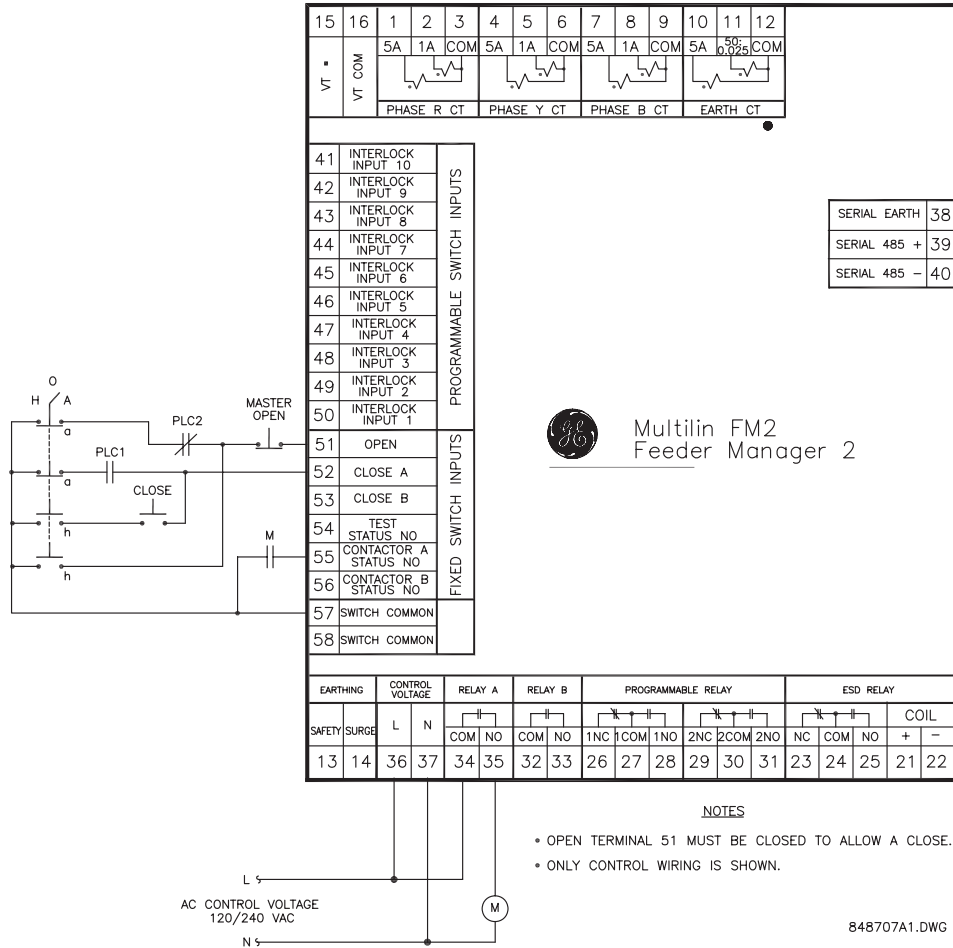 15 16 1 2 3 4 5 6 7 8 9 10 11 12
VT ▪ VT COM 5A 1A COM 5A 1A COM 5A 1A COM 5A 50: 0.025 COM
PHASE R CT PHASE Y CT PHASE B CT EARTH CT
41 INTERLOCK INPUT 10
42 INTERLOCK INPUT 9
43 INTERLOCK INPUT 8
44 INTERLOCK INPUT 7
45 INTERLOCK INPUT 6
46 INTERLOCK INPUT 5
47 INTERLOCK INPUT 4
48 INTERLOCK INPUT 3
49 INTERLOCK INPUT 2
50 INTERLOCK INPUT 1
PROGRAMMABLE SWITCH INPUTS
51 OPEN
52 CLOSE A
53 CLOSE B
54 TEST STATUS NO
55 CONTACTOR A STATUS NO
56 CONTACTOR B STATUS NO
FIXED SWITCH INPUTS
57 SWITCH COMMON
58 SWITCH COMMON
SERIAL EARTH 38
SERIAL 485 + 39
SERIAL 485 - 40
O
H A
a
PLC2
MASTER
OPEN
a
PLC1
CLOSE
h
M
h
GE
Multilin FM2
Feeder Manager 2
EARTHING CONTROL VOLTAGE RELAY A RELAY B PROGRAMMABLE RELAY ESD RELAY
COIL
SAFETY SURGE L N COM NO COM NO 1NC 1COM 1NO 2NC 2COM 2NO NC COM NO + -
13 14 36 37 34 35 32 33 26 27 28 29 30 31 23 24 25 21 22
NOTES
• OPEN TERMINAL 51 MUST BE CLOSED TO ALLOW A CLOSE.
• ONLY CONTROL WIRING IS SHOWN.
L
AC CONTROL VOLTAGE
120/240 VAC
N
M
848707A1.DWG